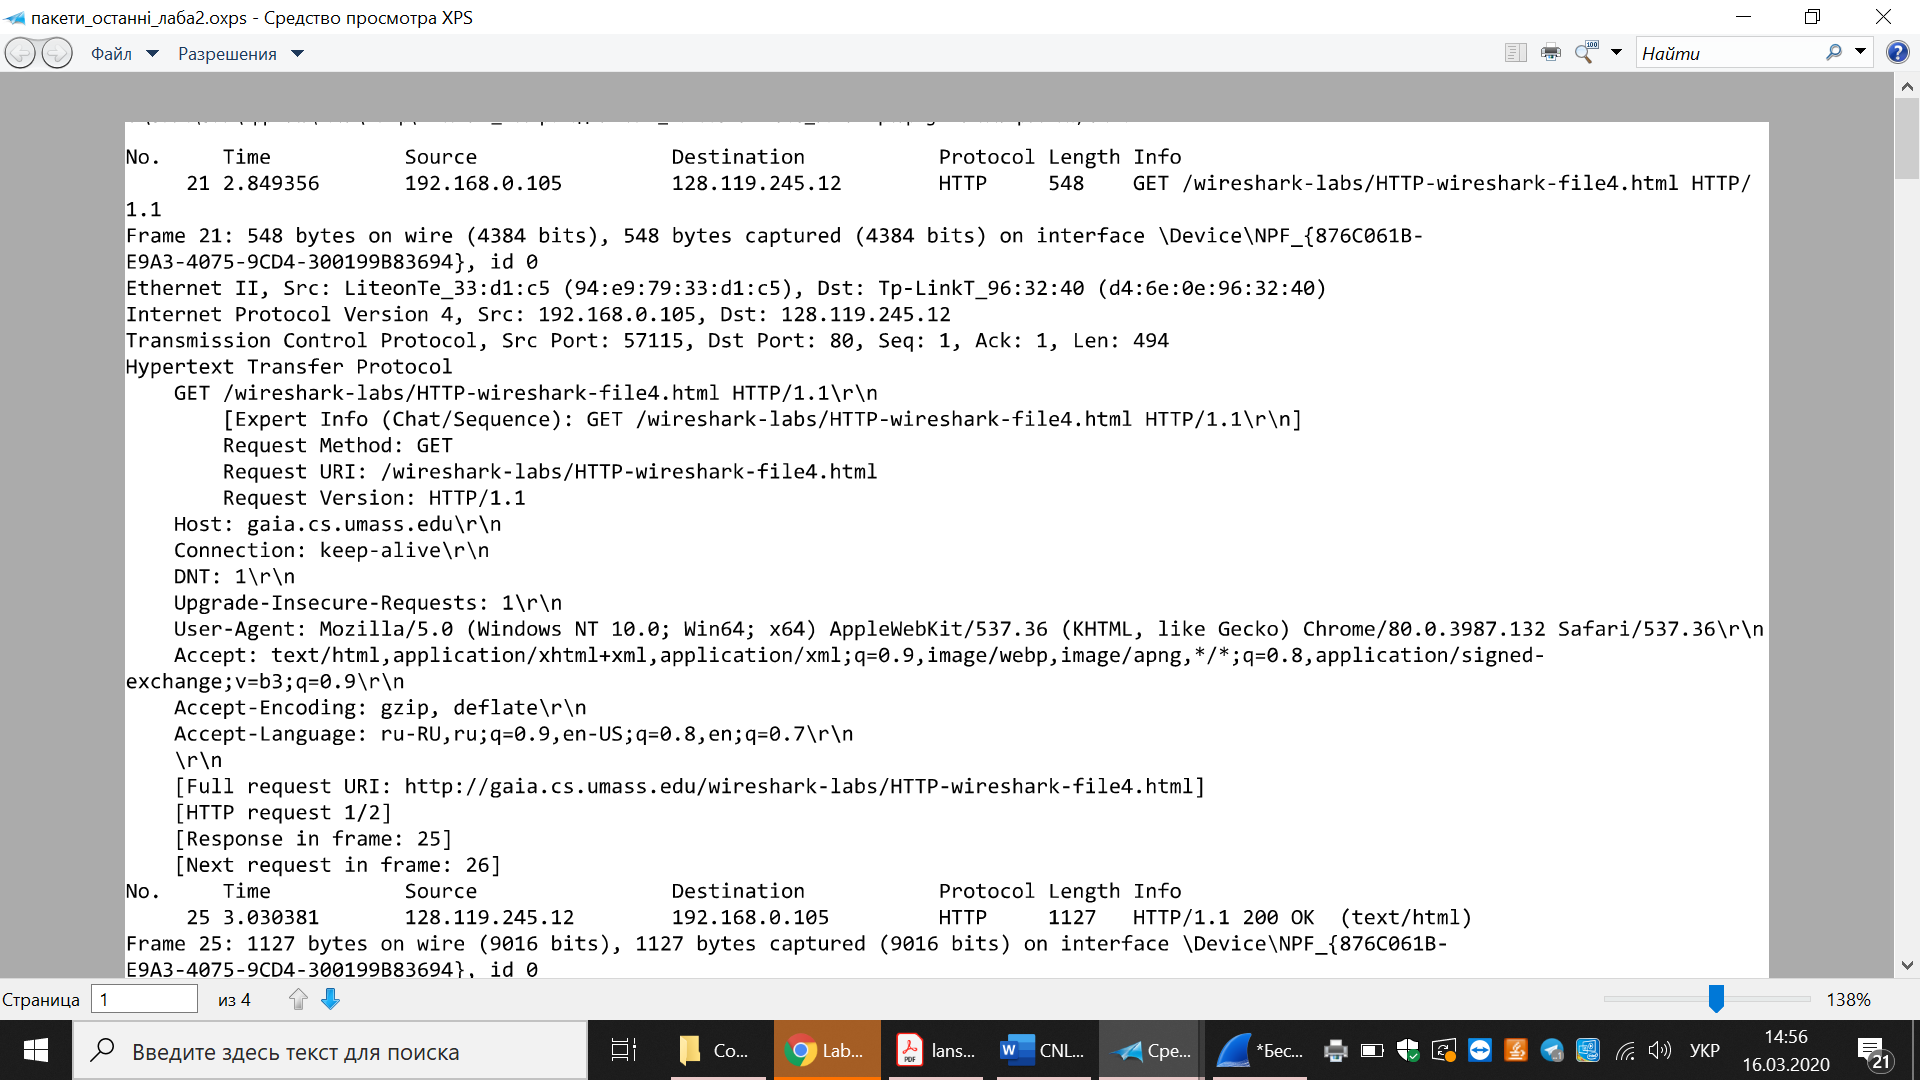 пакети_останні_лаба2.oxps - Средство просмотра XPS
Файл Разрешения Найти
No. Time Source Destination Protocol Length Info
21 2.849356 192.168.0.105 128.119.245.12 HTTP 548 GET /wireshark-labs/HTTP-wireshark-file4.html HTTP/
1.1
Frame 21: 548 bytes on wire (4384 bits), 548 bytes captured (4384 bits) on interface \Device\NPF_{876C061B-
E9A3-4075-9CD4-300199B83694}, id 0
Ethernet II, Src: LiteonTe_33:d1:c5 (94:e9:79:33:d1:c5), Dst: Tp-LinkT_96:32:40 (d4:6e:0e:96:32:40)
Internet Protocol Version 4, Src: 192.168.0.105, Dst: 128.119.245.12
Transmission Control Protocol, Src Port: 57115, Dst Port: 80, Seq: 1, Ack: 1, Len: 494
Hypertext Transfer Protocol
GET /wireshark-labs/HTTP-wireshark-file4.html HTTP/1.1\r\n
[Expert Info (Chat/Sequence): GET /wireshark-labs/HTTP-wireshark-file4.html HTTP/1.1\r\n]
Request Method: GET
Request URI: /wireshark-labs/HTTP-wireshark-file4.html
Request Version: HTTP/1.1
Host: gaia.cs.umass.edu\r\n
Connection: keep-alive\r\n
DNT: 1\r\n
Upgrade-Insecure-Requests: 1\r\n
User-Agent: Mozilla/5.0 (Windows NT 10.0; Win64; x64) AppleWebKit/537.36 (KHTML, like Gecko) Chrome/80.0.3987.132 Safari/537.36\r\n
Accept: text/html,application/xhtml+xml,application/xml;q=0.9,image/webp,image/apng,*/*;q=0.8,application/signed-
exchange;v=b3;q=0.9\r\n
Accept-Encoding: gzip, deflate\r\n
Accept-Language: ru-RU,ru;q=0.9,en-US;q=0.8,en;q=0.7\r\n
\r\n
[Full request URI: http://gaia.cs.umass.edu/wireshark-labs/HTTP-wireshark-file4.html]
[HTTP request 1/2]
[Response in frame: 25]
[Next request in frame: 26]
No. Time Source Destination Protocol Length Info
25 3.030381 128.119.245.12 192.168.0.105 HTTP 1127 HTTP/1.1 200 OK (text/html)
Frame 25: 1127 bytes on wire (9016 bits), 1127 bytes captured (9016 bits) on interface \Device\NPF_{876C061B-
E9A3-4075-9CD4-300199B83694}, id 0
Страница 1 из 4 138%
Введите здесь текст для поиска Co... Lab... lans... CNL... Сре... *Бес... УКР 14:56
16.03.2020 21